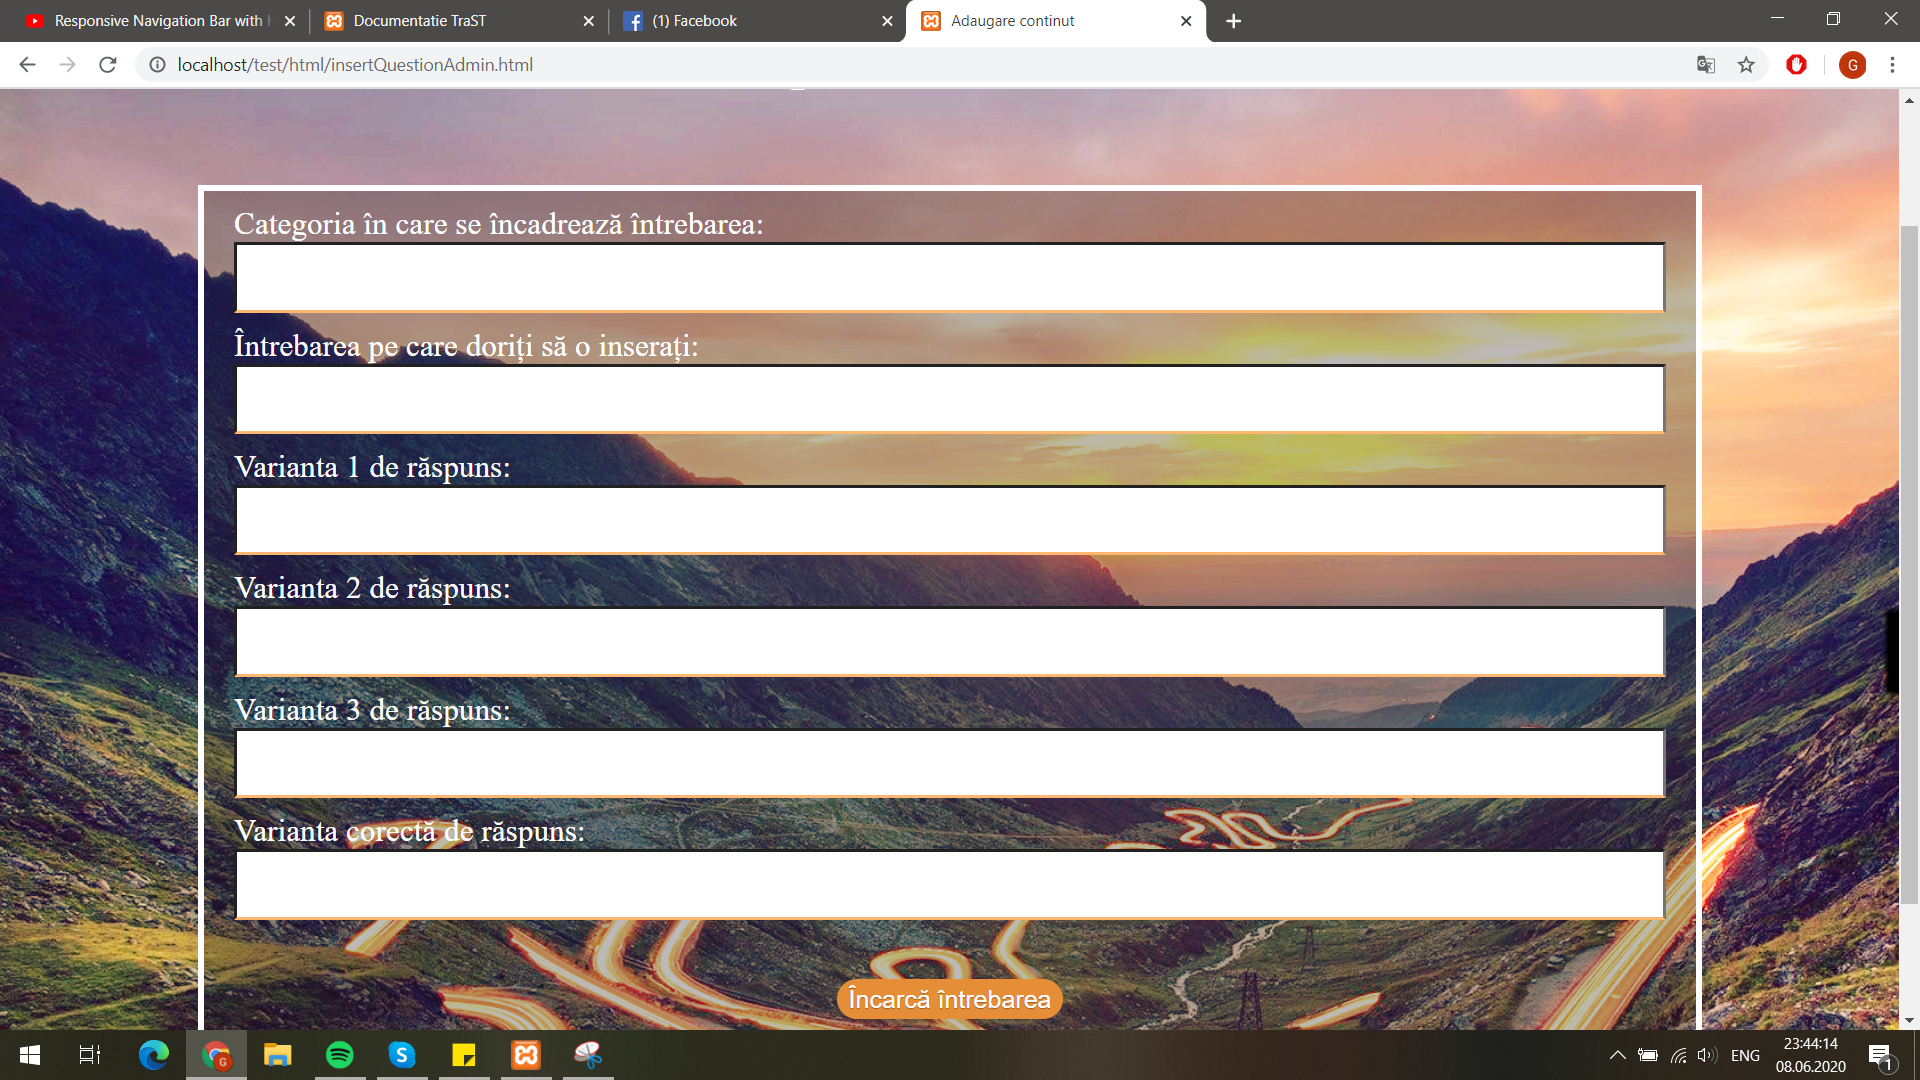 Responsive Navigation Bar with
Documentatie TraST
(1) Facebook
Adaugare continut
localhost/test/html/insertQuestionAdmin.html
G
Categoria în care se încadrează întrebarea:
Întrebarea pe care doriți să o inserați:
Varianta 1 de răspuns:
Varianta 2 de răspuns:
Varianta 3 de răspuns:
Varianta corectă de răspuns:
Încarcă întrebarea
ENG
23:44:14
08.06.2020
1